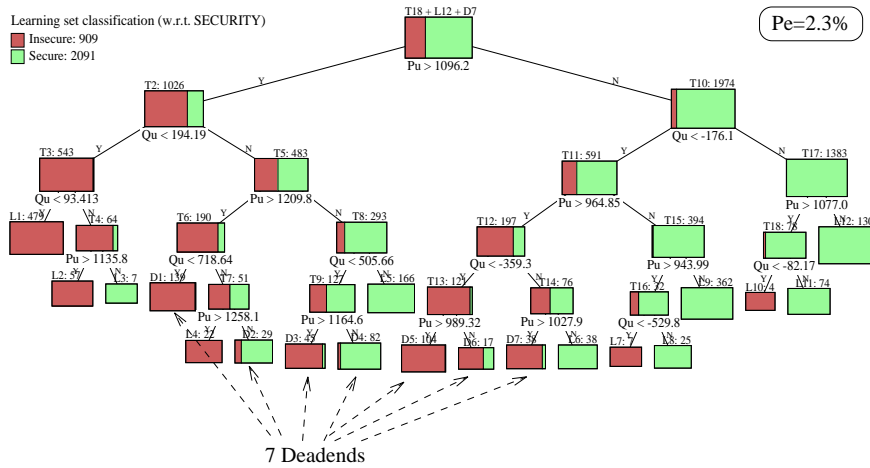 Learning set classification (w.r.t. SECURITY)
Insecure: 909
Secure: 2091
T18 + L12 + D7
Pe=2.3%
Pu > 1096.2
Y
N
T2: 1026
T10: 1974
Qu < 194.19
Qu < -176.1
Y
N
Y
N
T3: 543
T5: 483
T11: 591
T17: 1383
Qu < 93.413
Pu > 1209.8
Pu > 964.85
Pu > 1077.0
Y
N
Y
N
Y
N
Y
N
L1: 479
T4: 64
T6: 190
T8: 293
T12: 197
T15: 394
T18: 78
Pu > 1135.8
Qu < 718.64
Qu < 505.66
Qu < -359.3
Pu > 943.99
Qu < -82.17
Y
N
Y
N
Y
N
Y
N
Y
N
Y
N
L2: 57
L3: 7
D1: 139
T7: 51
T9: 127
L5: 166
T13: 121
T14: 76
T16: 32
L9: 362
L10: 4
L11: 74
Pu > 1258.1
Pu > 1164.6
Pu > 989.32
Pu > 1027.9
Qu < -529.8
Y
N
Y
N
Y
N
Y
N
Y
N
L4: 22
D2: 29
D3: 45
D4: 82
D5: 104
D6: 17
D7: 38
L6: 38
L8: 25
7 Deadends